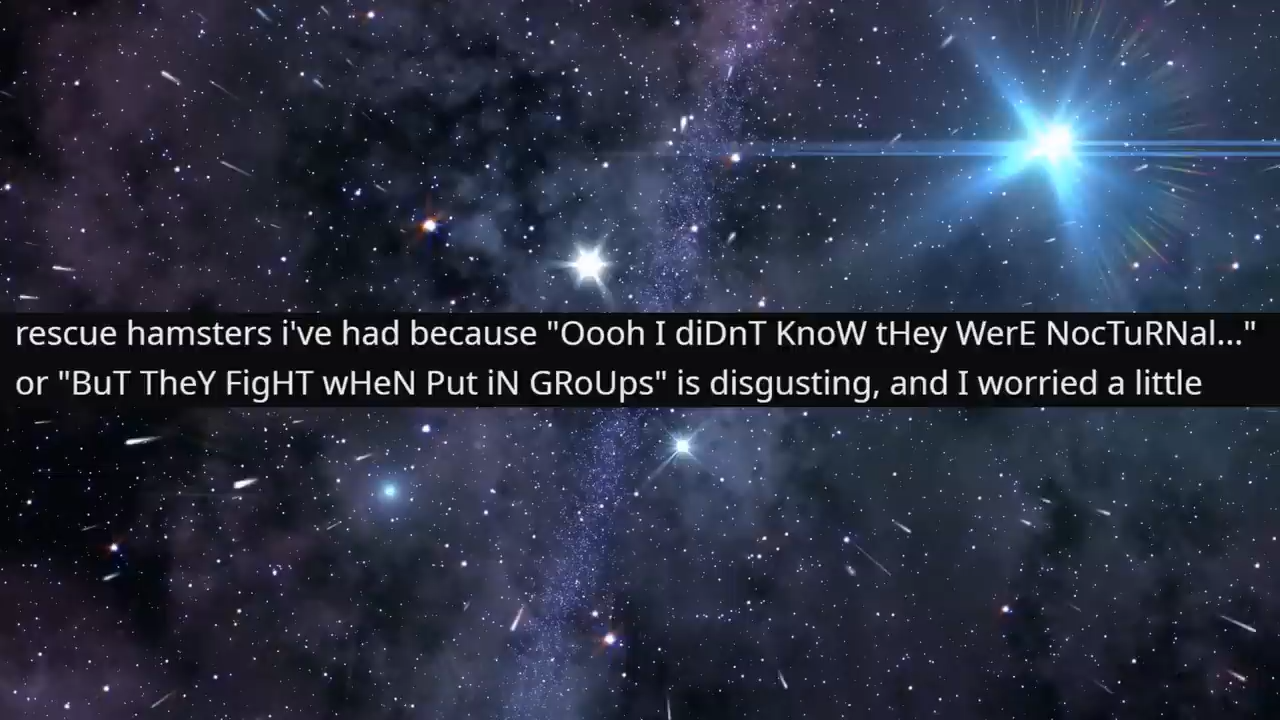 rescue hamsters i've had because "Oooh I diDnT KnoW tHey WerE NocTuRNal..."
or "BuT TheY FigHT wHeN Put iN GRoUps" is disgusting, and I worried a little